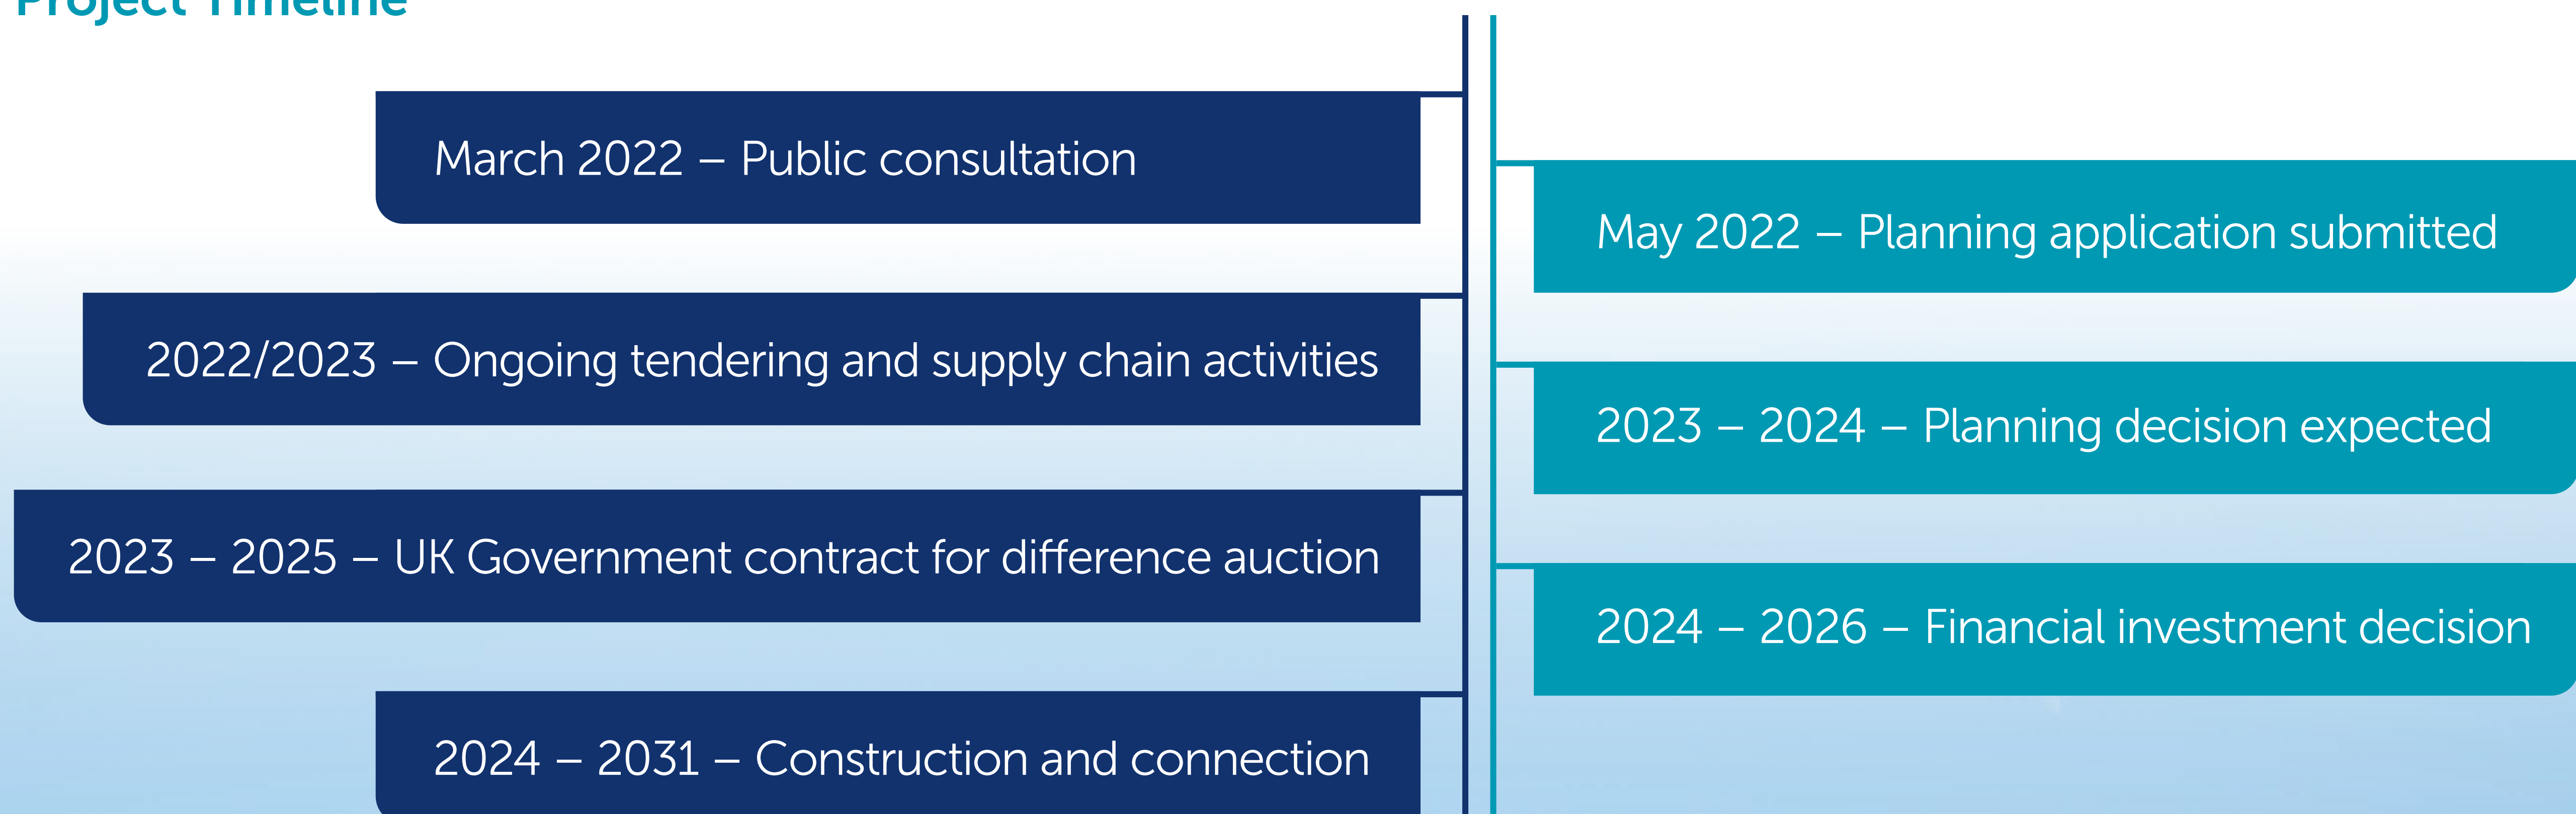 Project Timeline
March 2022 – Public consultation
May 2022 – Planning application submitted
2022/2023 – Ongoing tendering and supply chain activities
2023 – 2024 – Planning decision expected
2023 – 2025 – UK Government contract for difference auction
2024 – 2026 – Financial investment decision
2024 – 2031 – Construction and connection